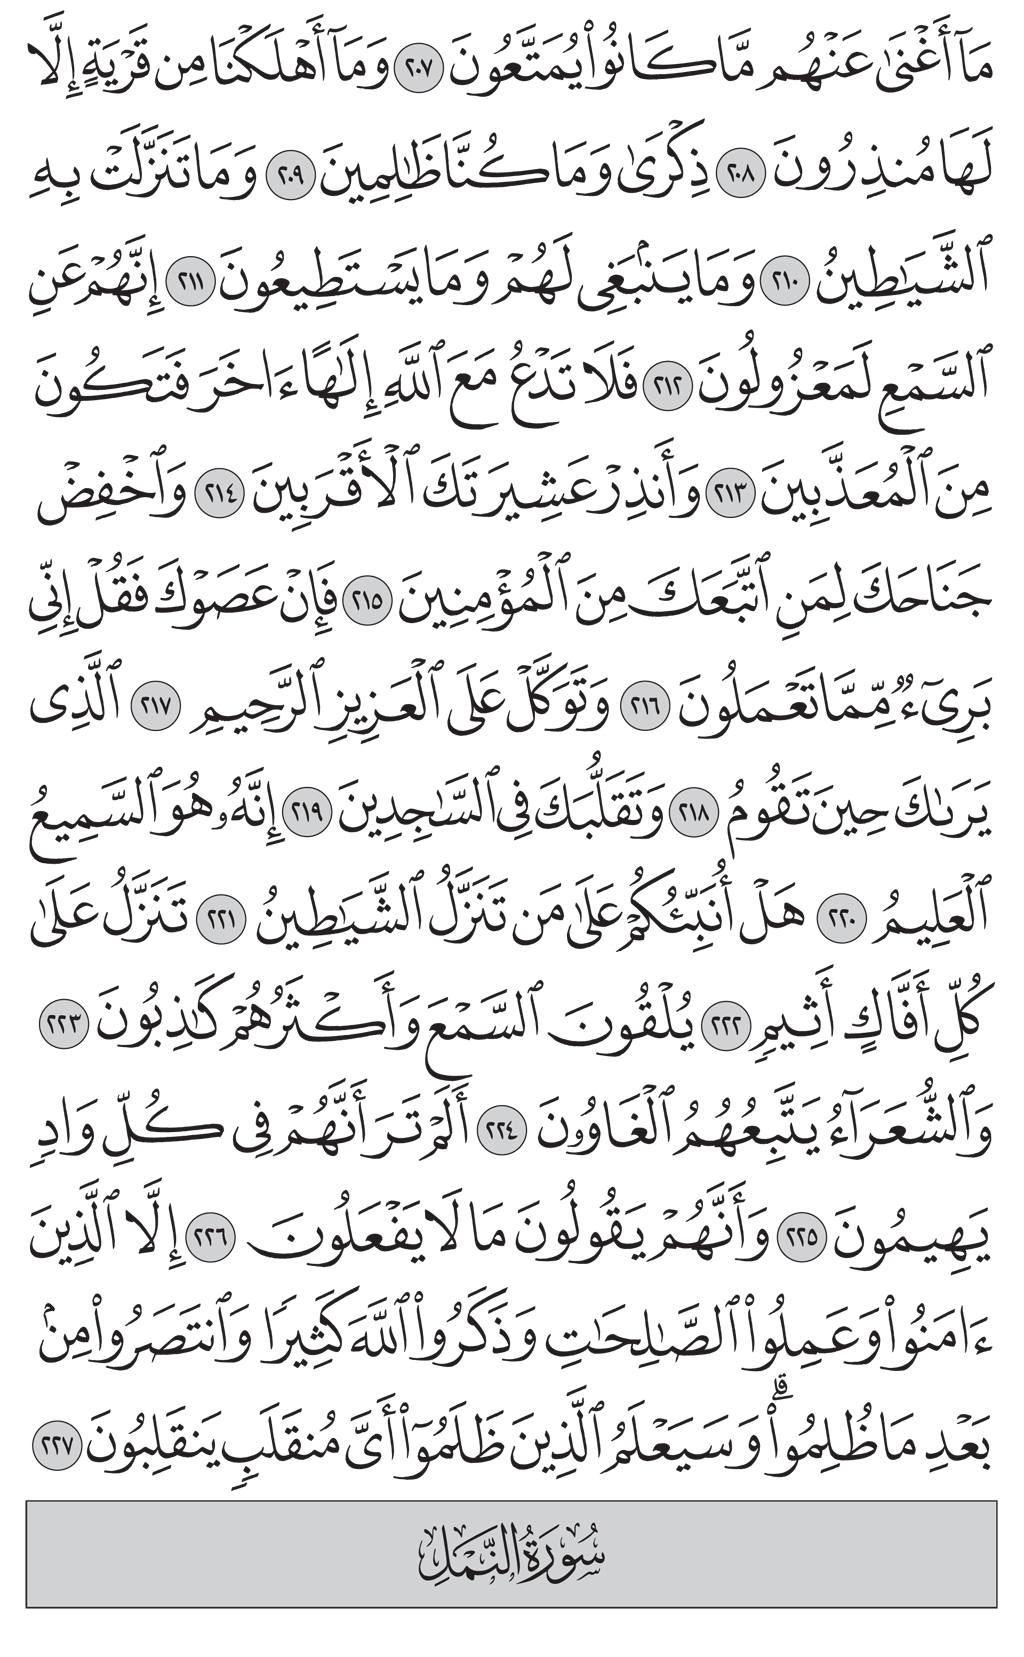 مَآ أَغْنَىٰ عَنْهُم مَّا كَانُوا۟ يُمَتَّعُونَ ٢٠٧ وَمَآ أَهْلَكْنَا مِن قَرْيَةٍ إِلَّا
لَهَا مُنذِرُونَ ٢٠٨ ذِكْرَىٰ وَمَا كُنَّا ظَٰلِمِينَ ٢٠٩ وَمَا تَنَزَّلَتْ بِهِ
ٱلشَّيَٰطِينُ ٢١٠ وَمَا يَنۢبَغِى لَهُمْ وَمَا يَسْتَطِيعُونَ ٢١١ إِنَّهُمْ عَنِ
ٱلسَّمْعِ لَمَعْزُولُونَ ٢١٢ فَلَا تَدْعُ مَعَ ٱللَّهِ إِلَٰهًا ءَاخَرَ فَتَكُونَ
مِنَ ٱلْمُعَذَّبِينَ ٢١٣ وَأَنذِرْ عَشِيرَتَكَ ٱلْأَقْرَبِينَ ٢١٤ وَٱخْفِضْ
جَنَاحَكَ لِمَنِ ٱتَّبَعَكَ مِنَ ٱلْمُؤْمِنِينَ ٢١٥ فَإِنْ عَصَوْكَ فَقُلْ إِنِّى
بَرِىٓءٌ مِّمَّا تَعْمَلُونَ ٢١٦ وَتَوَكَّلْ عَلَى ٱلْعَزِيزِ ٱلرَّحِيمِ ٢١٧ ٱلَّذِى
يَرَىٰكَ حِينَ تَقُومُ ٢١٨ وَتَقَلُّبَكَ فِى ٱلسَّٰجِدِينَ ٢١٩ إِنَّهُۥ هُوَ ٱلسَّمِيعُ
ٱلْعَلِيمُ ٢٢٠ هَلْ أُنَبِّئُكُمْ عَلَىٰ مَن تَنَزَّلُ ٱلشَّيَٰطِينُ ٢٢١ تَنَزَّلُ عَلَىٰ
كُلِّ أَفَّاكٍ أَثِيمٍ ٢٢٢ يُلْقُونَ ٱلسَّمْعَ وَأَكْثَرُهُمْ كَٰذِبُونَ ٢٢٣
وَٱلشُّعَرَآءُ يَتَّبِعُهُمُ ٱلْغَاوُۥنَ ٢٢٤ أَلَمْ تَرَ أَنَّهُمْ فِى كُلِّ وَادٍ
يَهِيمُونَ ٢٢٥ وَأَنَّهُمْ يَقُولُونَ مَا لَا يَفْعَلُونَ ٢٢٦ إِلَّا ٱلَّذِينَ
ءَامَنُوا۟ وَعَمِلُوا۟ ٱلصَّٰلِحَٰتِ وَذَكَرُوا۟ ٱللَّهَ كَثِيرًا وَٱنتَصَرُوا۟ مِنۢ
بَعْدِ مَا ظُلِمُوا۟ ۗ وَسَيَعْلَمُ ٱلَّذِينَ ظَلَمُوٓا۟ أَىَّ مُنقَلَبٍ يَنقَلِبُونَ ٢٢٧
سُورَةُ النَّمْلِ